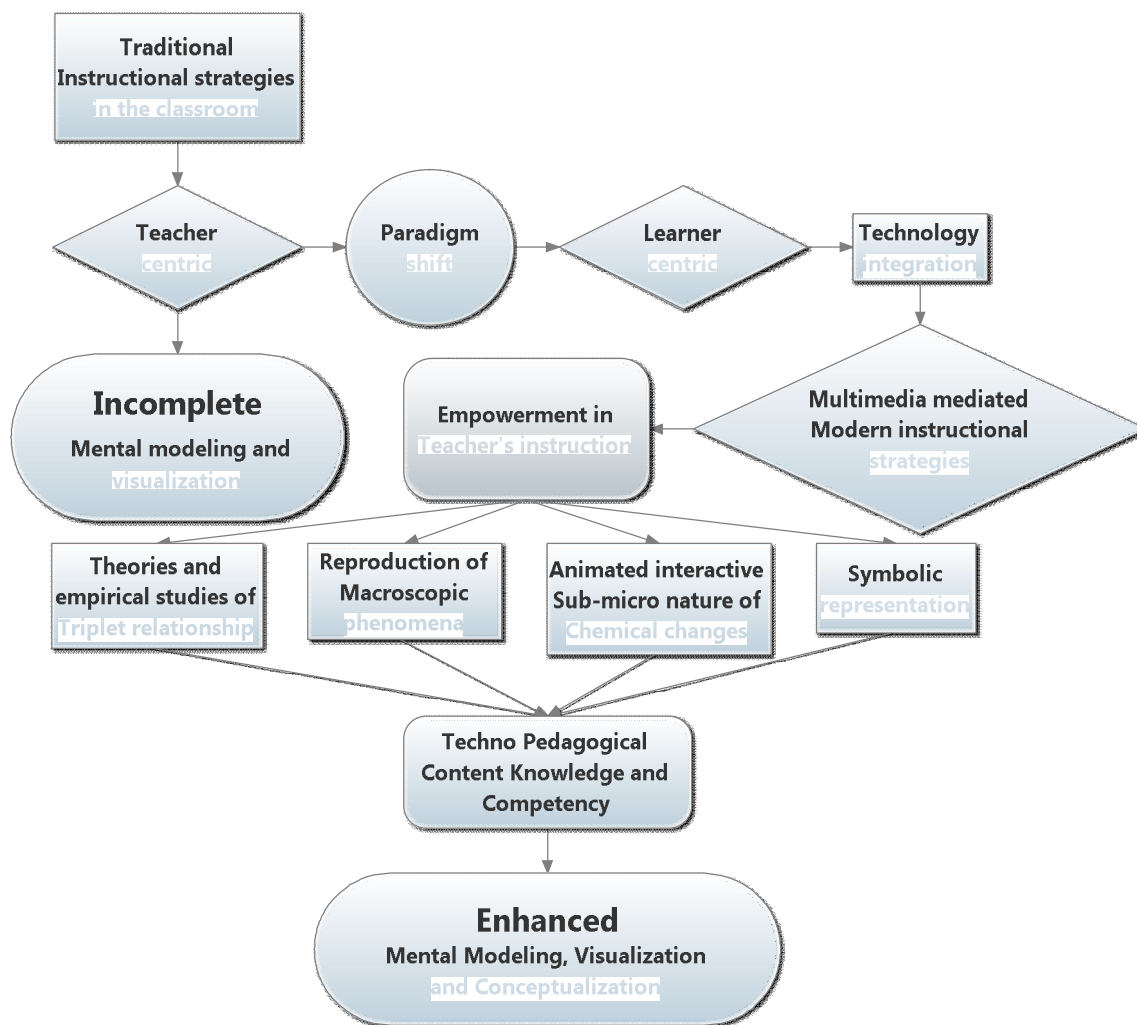 Traditional
Instructional strategies
in the classroom
Teacher
centric
Paradigm
shift
Learner
centric
Technology
integration
Incomplete
Mental modeling and
visualization
Empowerment in
Teacher's instruction
Multimedia mediated
Modern instructional
strategies
Theories and
empirical studies of
Triplet relationship
Reproduction of
Macroscopic
phenomena
Animated interactive
Sub-micro nature of
Chemical changes
Symbolic
representation
Techno Pedagogical
Content Knowledge and
Competency
Enhanced
Mental Modeling, Visualization
and Conceptualization